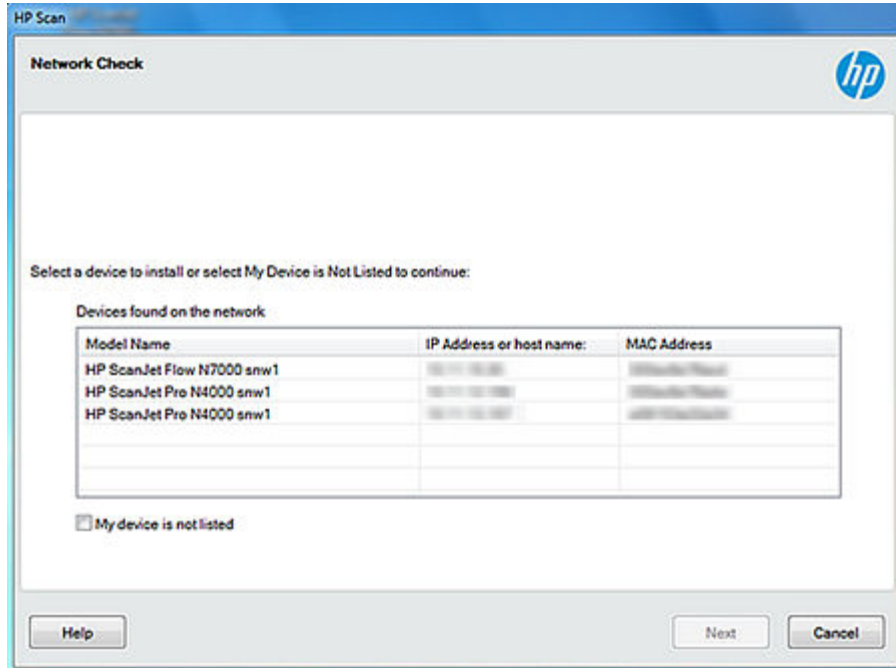 HP Scan
Network Check
hp
Select a device to install or select My Device is Not Listed to continue:
Devices found on the network
Model Name IP Address or host name: MAC Address
HP ScanJet Flow N7000 snw1
HP ScanJet Pro N4000 snw1
HP ScanJet Pro N4000 snw1
My device is not listed
Help Next Cancel